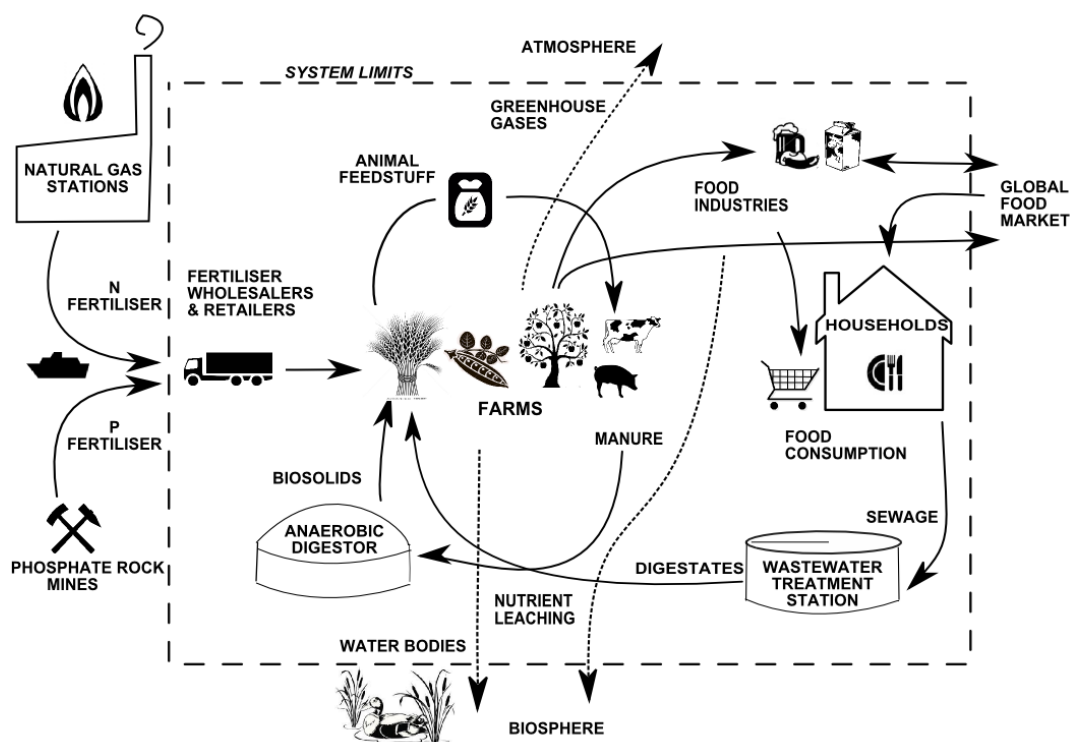 ATMOSPHERE
SYSTEM LIMITS
GREENHOUSE
GASES
NATURAL GAS
STATIONS
ANIMAL
FEEDSTUFF
FOOD
INDUSTRIES
GLOBAL
FOOD
MARKET
N
FERTILISER
FERTILISER
WHOLESALERS
& RETAILERS
HOUSEHOLDS
FARMS
P
FERTILISER
MANURE
FOOD
CONSUMPTION
BIOSOLIDS
ANAEROBIC
DIGESTOR
SEWAGE
PHOSPHATE ROCK
MINES
DIGESTATES
WASTEWATER
TREATMENT
STATION
NUTRIENT
LEACHING
WATER BODIES
BIOSPHERE